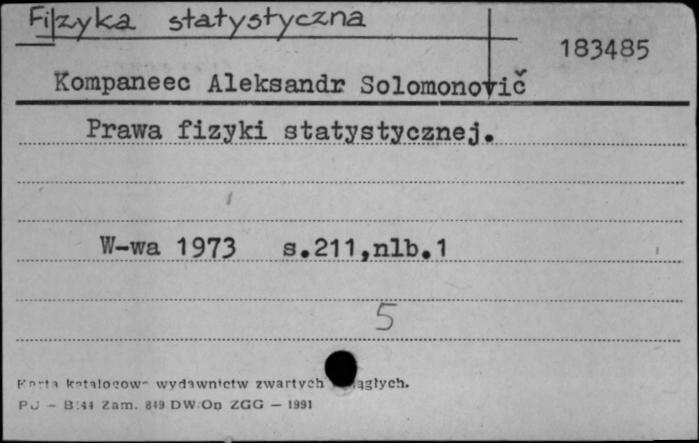 Fizyka statystyczna
183485
Kompaneec Aleksandr Solomonovič
Prawa fizyki statystycznej.
W-wa 1973 s.211,nlb.1
5
Karta katalogowa wydawnictw zwartych ciągłych.
PU - B:44 Zam. 849 DW/Op ZGG - 1991